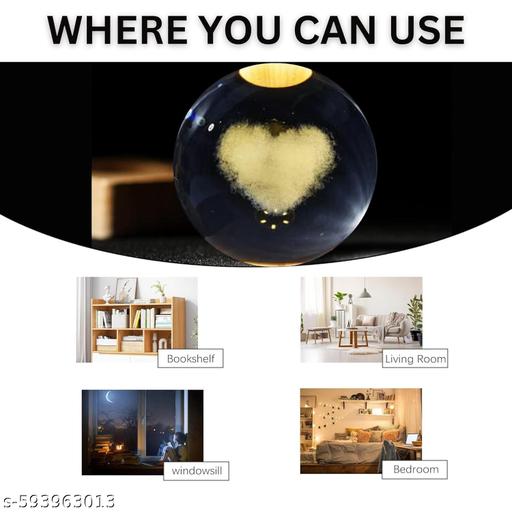 WHERE YOU CAN USE
Bookshelf
Living Room
windowsill
Bedroom
s-593963013